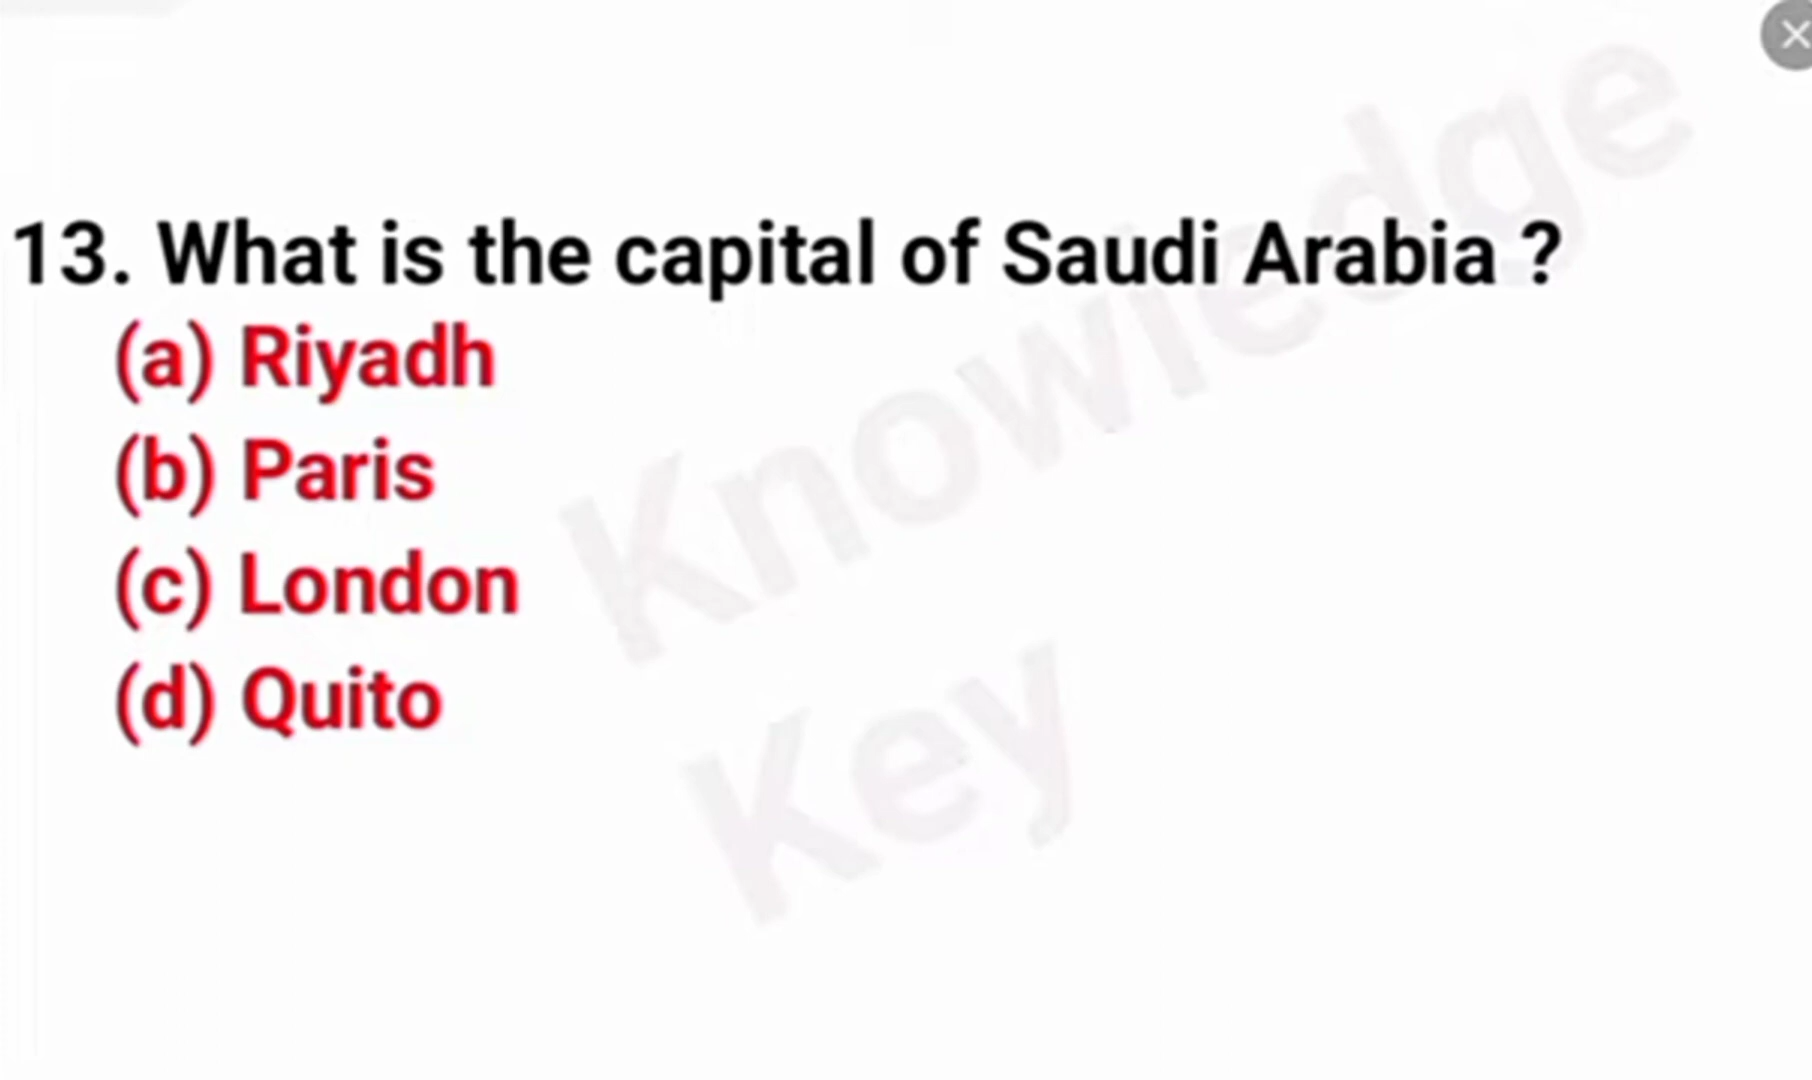 13. What is the capital of Saudi Arabia ?
(a) Riyadh
(b) Paris
(c) London
(d) Quito
Knowledge
Key